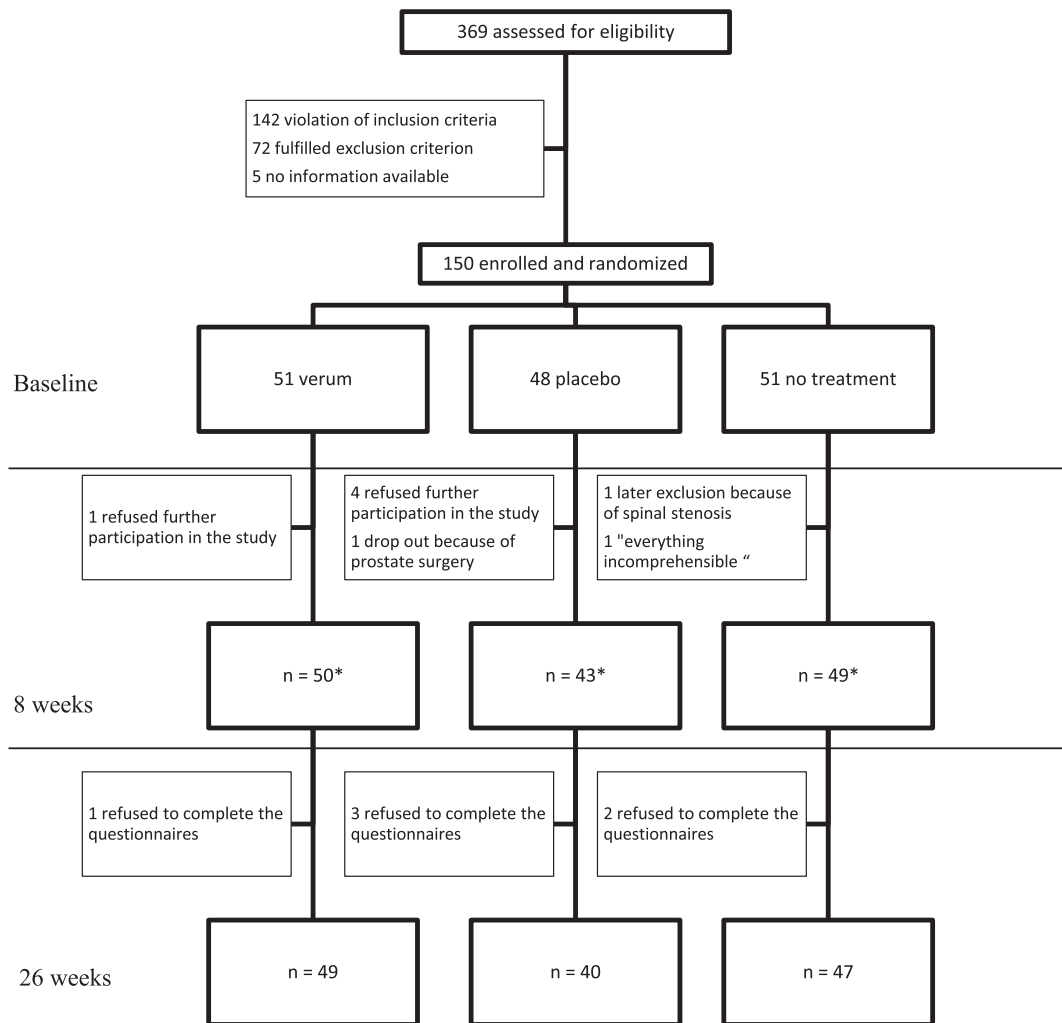 369 assessed for eligibility
142 violation of inclusion criteria
72 fulfilled exclusion criterion
5 no information available
150 enrolled and randomized
Baseline
51 verum
48 placebo
51 no treatment
1 refused further
participation in the study
4 refused further
participation in the study
1 drop out because of
prostate surgery
1 later exclusion because
of spinal stenosis
1 "everything
incomprehensible “
8 weeks
n = 50*
n = 43*
n = 49*
1 refused to complete the
questionnaires
3 refused to complete the
questionnaires
2 refused to complete the
questionnaires
26 weeks
n = 49
n = 40
n = 47